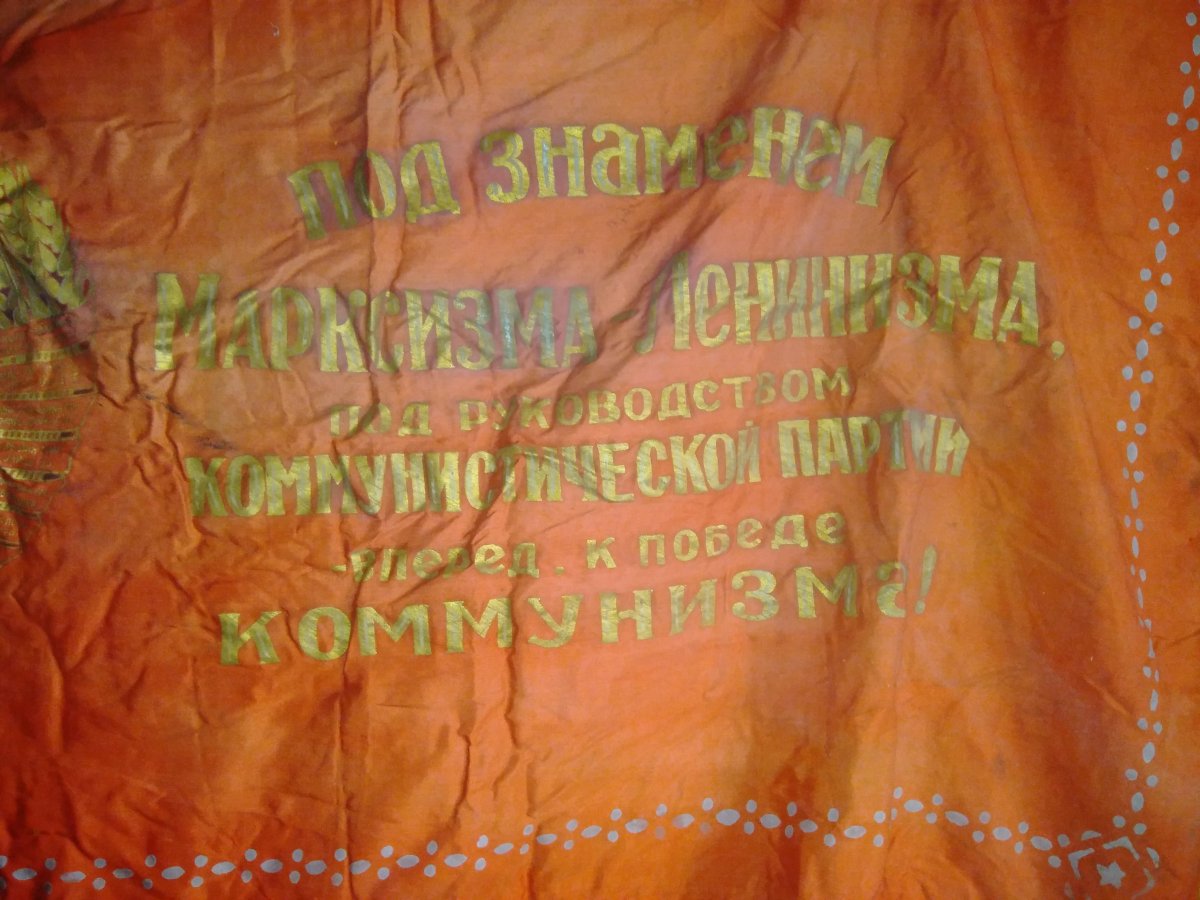 под знаменем
Марксизма-Ленинизма,
под руководством
КОММУНИСТИЧЕСКОЙ ПАРТИИ
-вперед. к победе
коммунизма!